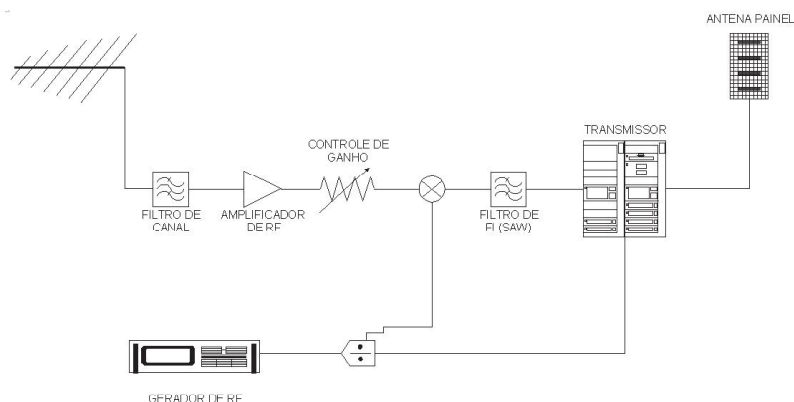 ANTENA PAINEL
TRANSMISSOR
CONTROLE DE
GANHO
FILTRO DE
CANAL
AMPLIFICADOR
DE RF
FILTRO DE
FI (SAW)
GERADOR DE RF